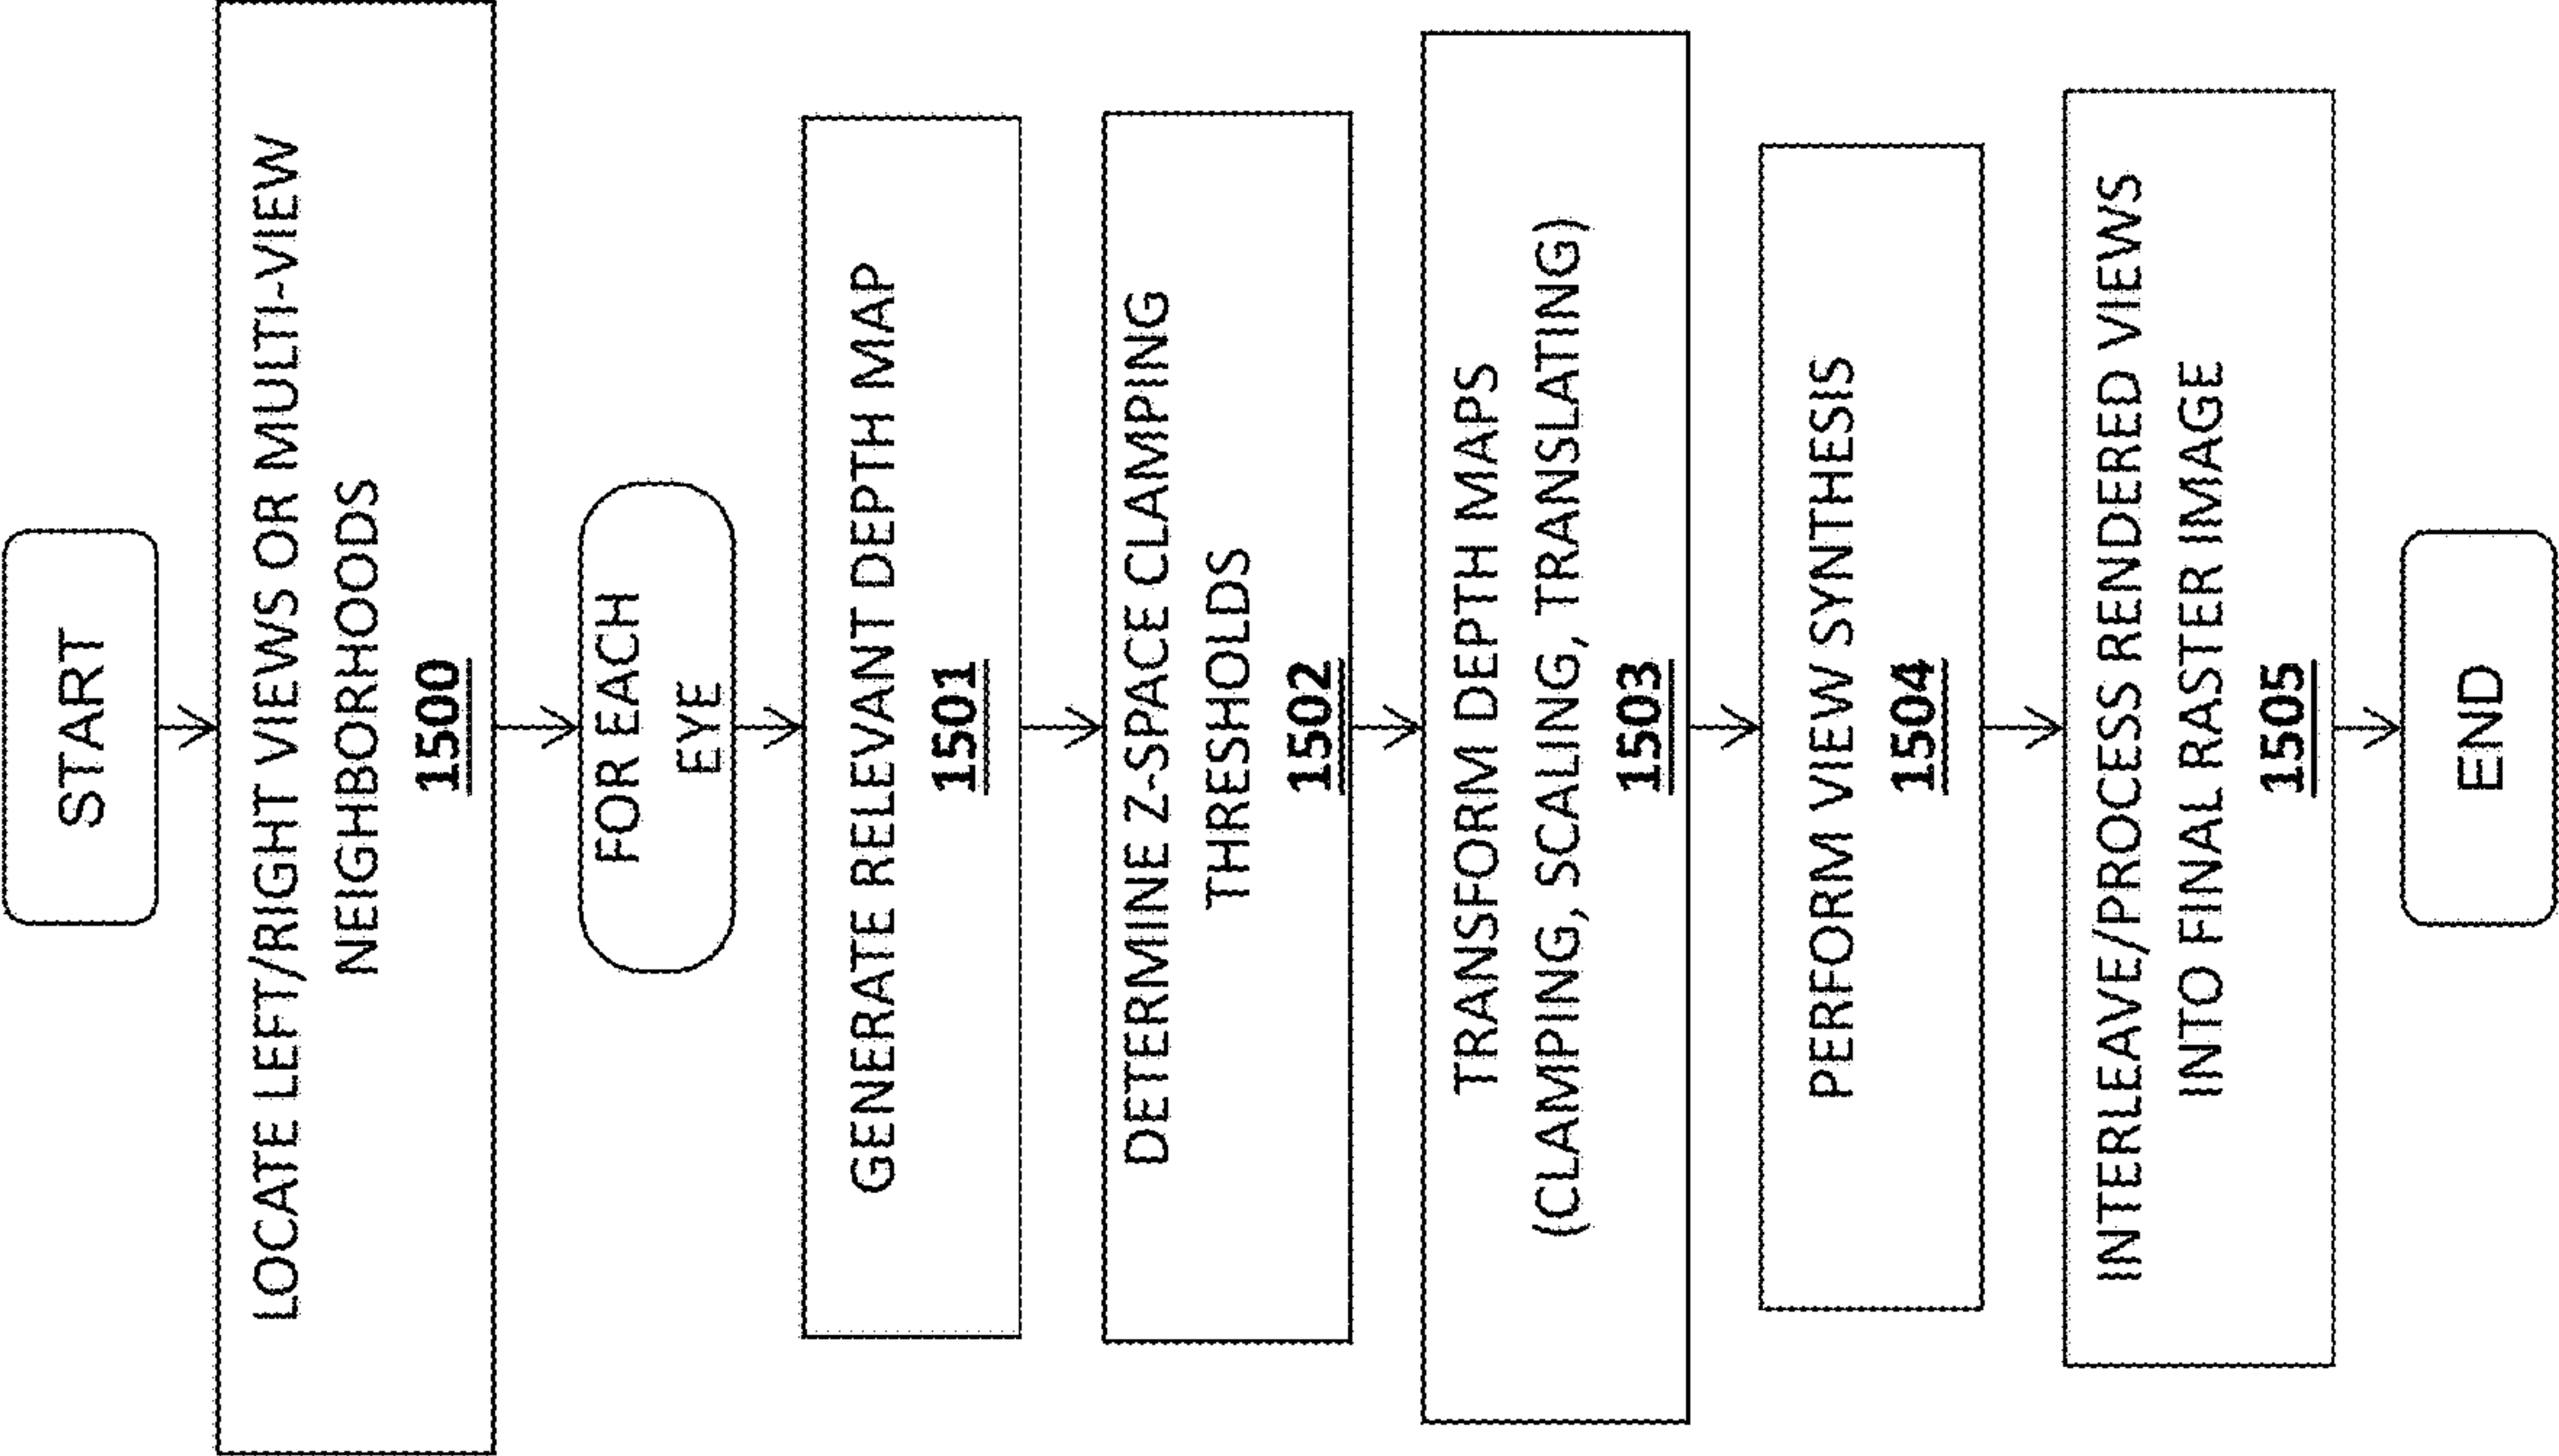 START
LOCATE LEFT/RIGHT VIEWS OR MULTI-VIEW
NEIGHBORHOODS
1500
FOR EACH
EYE
GENERATE RELEVANT DEPTH MAP
1501
DETERMINE Z-SPACE CLAMPING
THRESHOLDS
1502
TRANSFORM DEPTH MAPS
(CLAMPING, SCALING, TRANSLATING)
1503
PERFORM VIEW SYNTHESIS
1504
INTERLEAVE/PROCESS RENDERED VIEWS
INTO FINAL RASTER IMAGE
1505
END